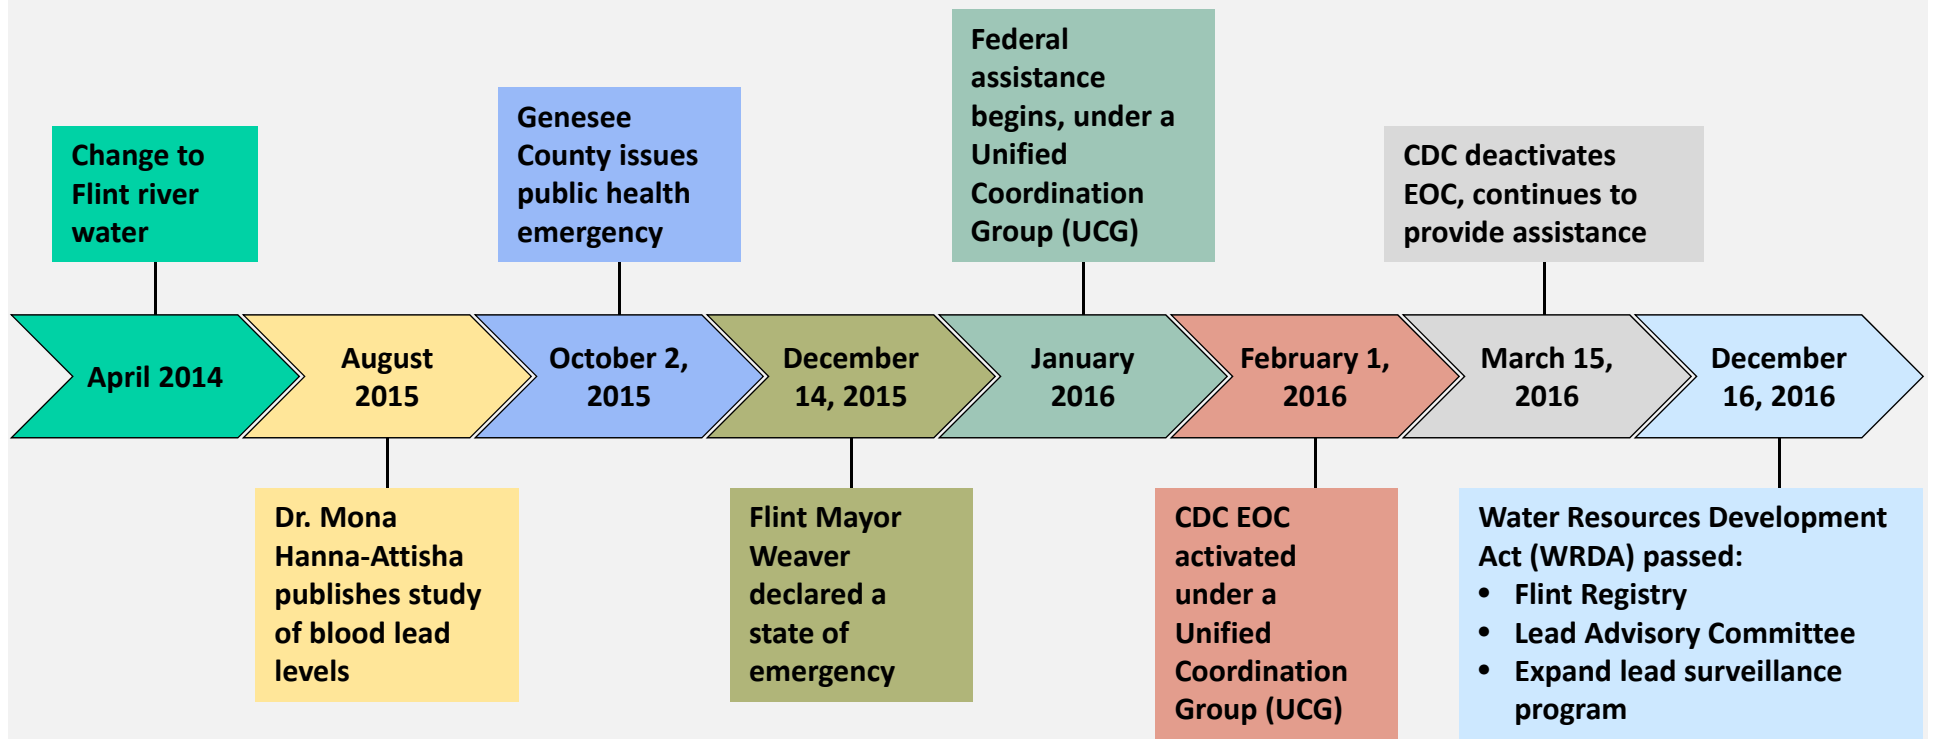 Change to
Flint river
water
April 2014
August
2015
Dr. Mona
Hanna-Attisha
publishes study
of blood lead
levels
Genesee
County issues
public health
emergency
October 2,
2015
December
14, 2015
Flint Mayor
Weaver
declared a
state of
emergency
Federal
assistance
begins, under a
Unified
Coordination
Group (UCG)
January
2016
February 1,
2016
CDC EOC
activated
under a
Unified
Coordination
Group (UCG)
CDC deactivates
EOC, continues to
provide assistance
March 15,
2016
December
16, 2016
Water Resources Development
Act (WRDA) passed:
• Flint Registry
• Lead Advisory Committee
• Expand lead surveillance
program